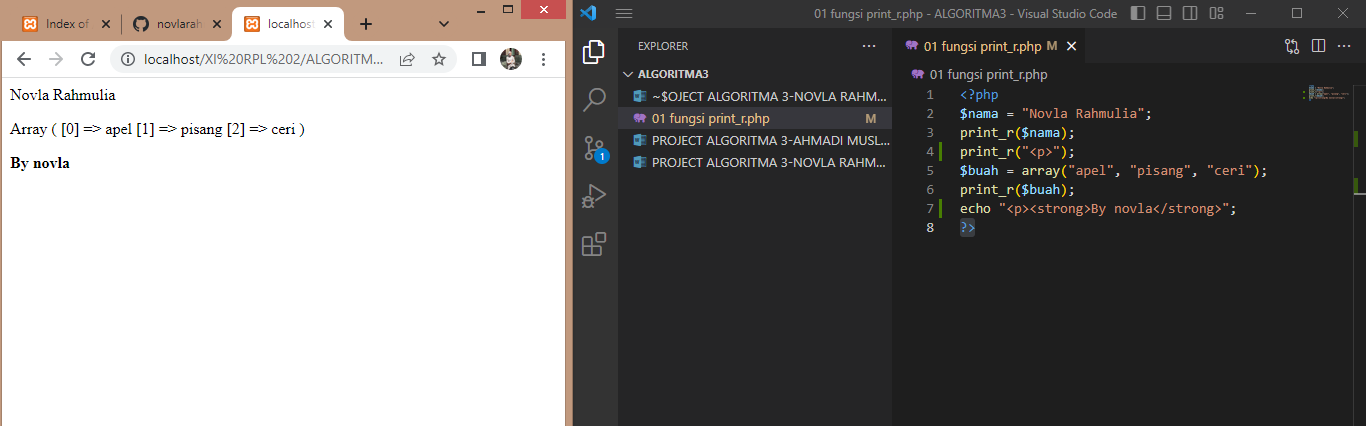 Index of
novlarah
localhost
localhost/XI%20RPL%202/ALGORITM...
Novla Rahmulia
Array ( [0] => apel [1] => pisang [2] => ceri )
By novla
01 fungsi print_r.php - ALGORITMA3 - Visual Studio Code
EXPLORER
ALGORITMA3
~$OJECT ALGORITMA 3-NOVLA RAHM...
01 fungsi print_r.php M
PROJECT ALGORITMA 3-AHMADI MUSL...
PROJECT ALGORITMA 3-NOVLA RAHM...
1
01 fungsi print_r.php M
01 fungsi print_r.php
1 <?php
2 $nama = "Novla Rahmulia";
3 print_r($nama);
4 print_r("<p>");
5 $buah = array("apel", "pisang", "ceri");
6 print_r($buah);
7 echo "<p><strong>By novla</strong>";
8 ?>